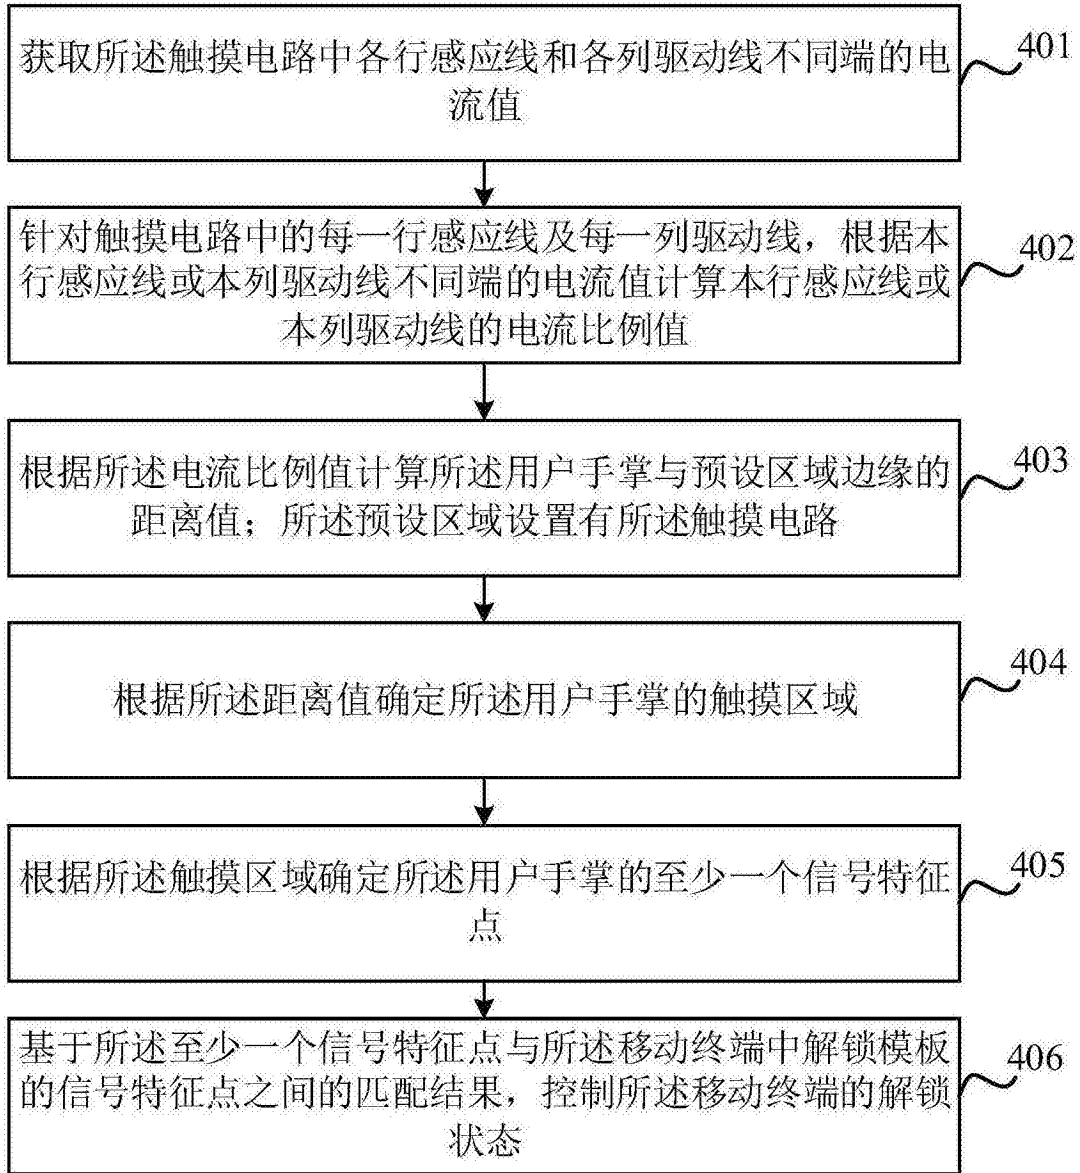 获取所述触摸电路中各行感应线和各列驱动线不同端的电
流值
401
针对触摸电路中的每一行感应线及每一列驱动线，根据本
行感应线或本列驱动线不同端的电流值计算本行感应线或
本列驱动线的电流比例值
402
根据所述电流比例值计算所述用户手掌与预设区域边缘的
距离值；所述预设区域设置有所述触摸电路
403
根据所述距离值确定所述用户手掌的触摸区域
404
根据所述触摸区域确定所述用户手掌的至少一个信号特征
点
405
基于所述至少一个信号特征点与所述移动终端中解锁模板
的信号特征点之间的匹配结果，控制所述移动终端的解锁
状态
406